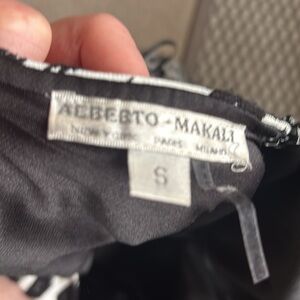 ALBERTO - MAKALI
NEW YORK PARIS MILANO
S